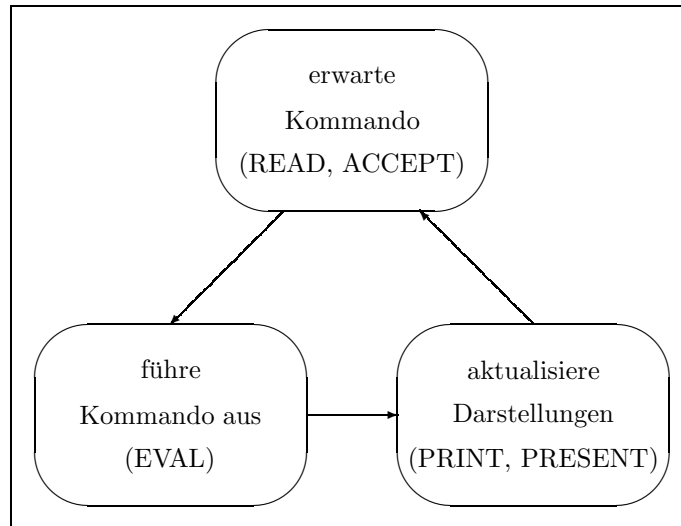 erwarte
Kommando
(READ, ACCEPT)
führe
Kommando aus
(EVAL)
aktualisiere
Darstellungen
(PRINT, PRESENT)